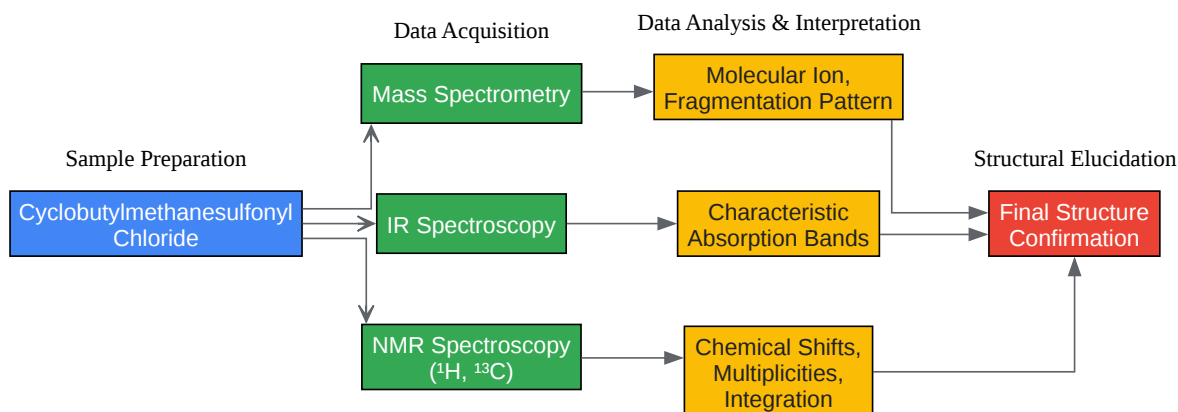 Data Acquisition
Data Analysis & Interpretation
Mass Spectrometry
Molecular Ion,
Fragmentation Pattern
Sample Preparation
Structural Elucidation
Cyclobutylmethanesulfonyl
Chloride
IR Spectroscopy
Characteristic
Absorption Bands
Final Structure
Confirmation
NMR Spectroscopy
(¹H, ¹³C)
Chemical Shifts,
Multiplicities,
Integration